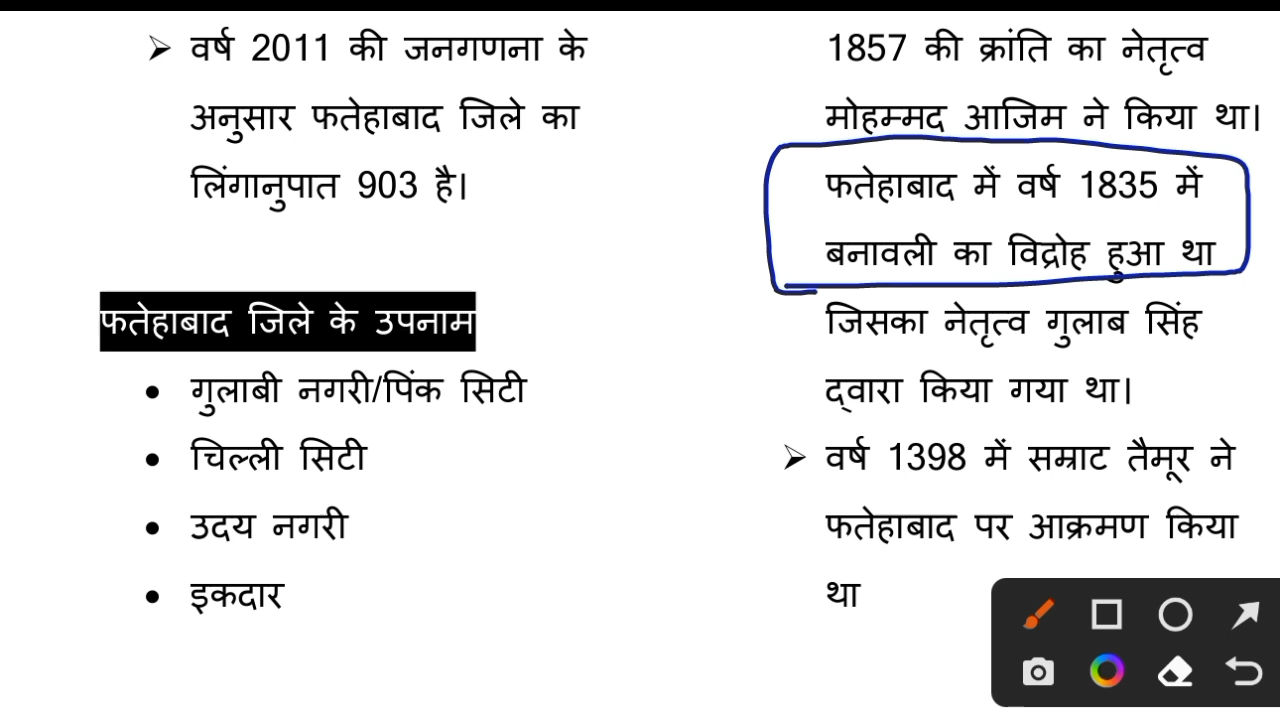 ➢ वर्ष 2011 की जनगणना के
अनुसार फतेहाबाद जिले का
लिंगानुपात 903 है।
फतेहाबाद जिले के उपनाम
• गुलाबी नगरी/पिंक सिटी
• चिल्ली सिटी
• उदय नगरी
• इकदार
1857 की क्रांति का नेतृत्व
मोहम्मद आजिम ने किया था।
फतेहाबाद में वर्ष 1835 में
बनावली का विद्रोह हुआ था
जिसका नेतृत्व गुलाब सिंह
द्वारा किया गया था।
➢ वर्ष 1398 में सम्राट तैमूर ने
फतेहाबाद पर आक्रमण किया
था